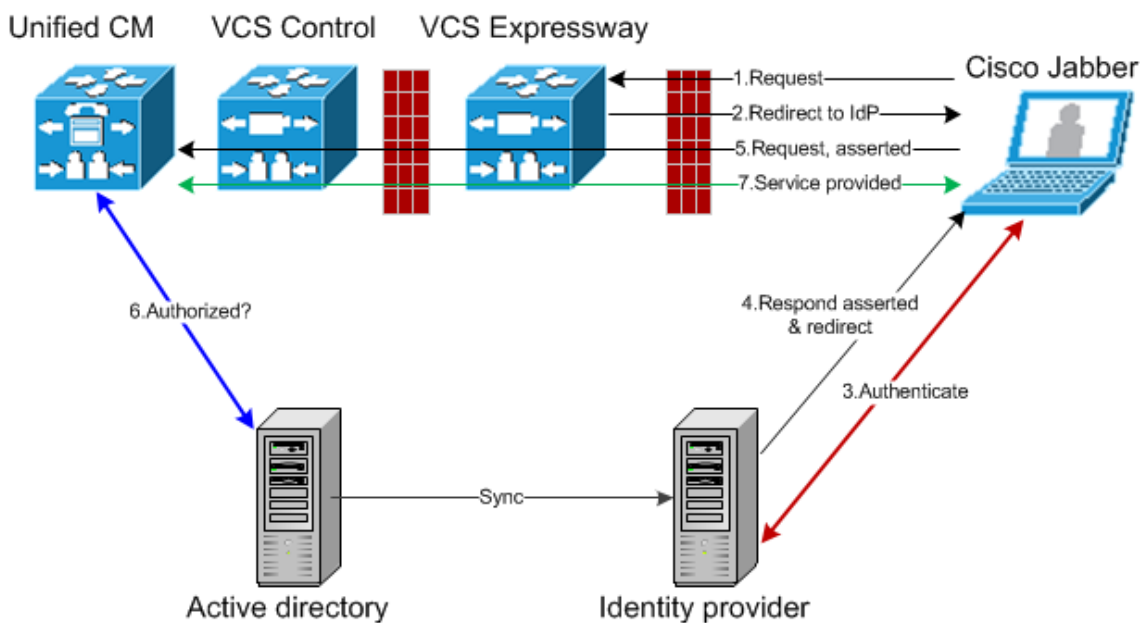 Unified CM
VCS Control
VCS Expressway
Cisco Jabber
1.Request
2.Redirect to IdP
5.Request, asserted
7.Service provided
6.Authorized?
4.Respond asserted
& redirect
3.Authenticate
Sync
Active directory
Identity provider